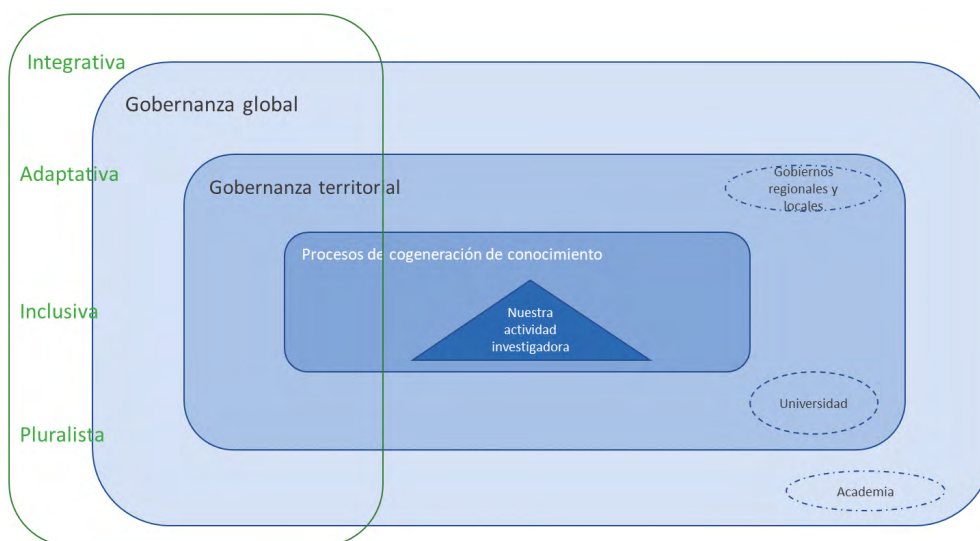 Integrativa
Gobernanza global
Adaptativa
Gobernanza territorial
Gobiernos
regionales y
locales
Procesos de cogeneración de conocimiento
Inclusiva
Nuestra
actividad
investigadora
Universidad
Pluralista
Academia